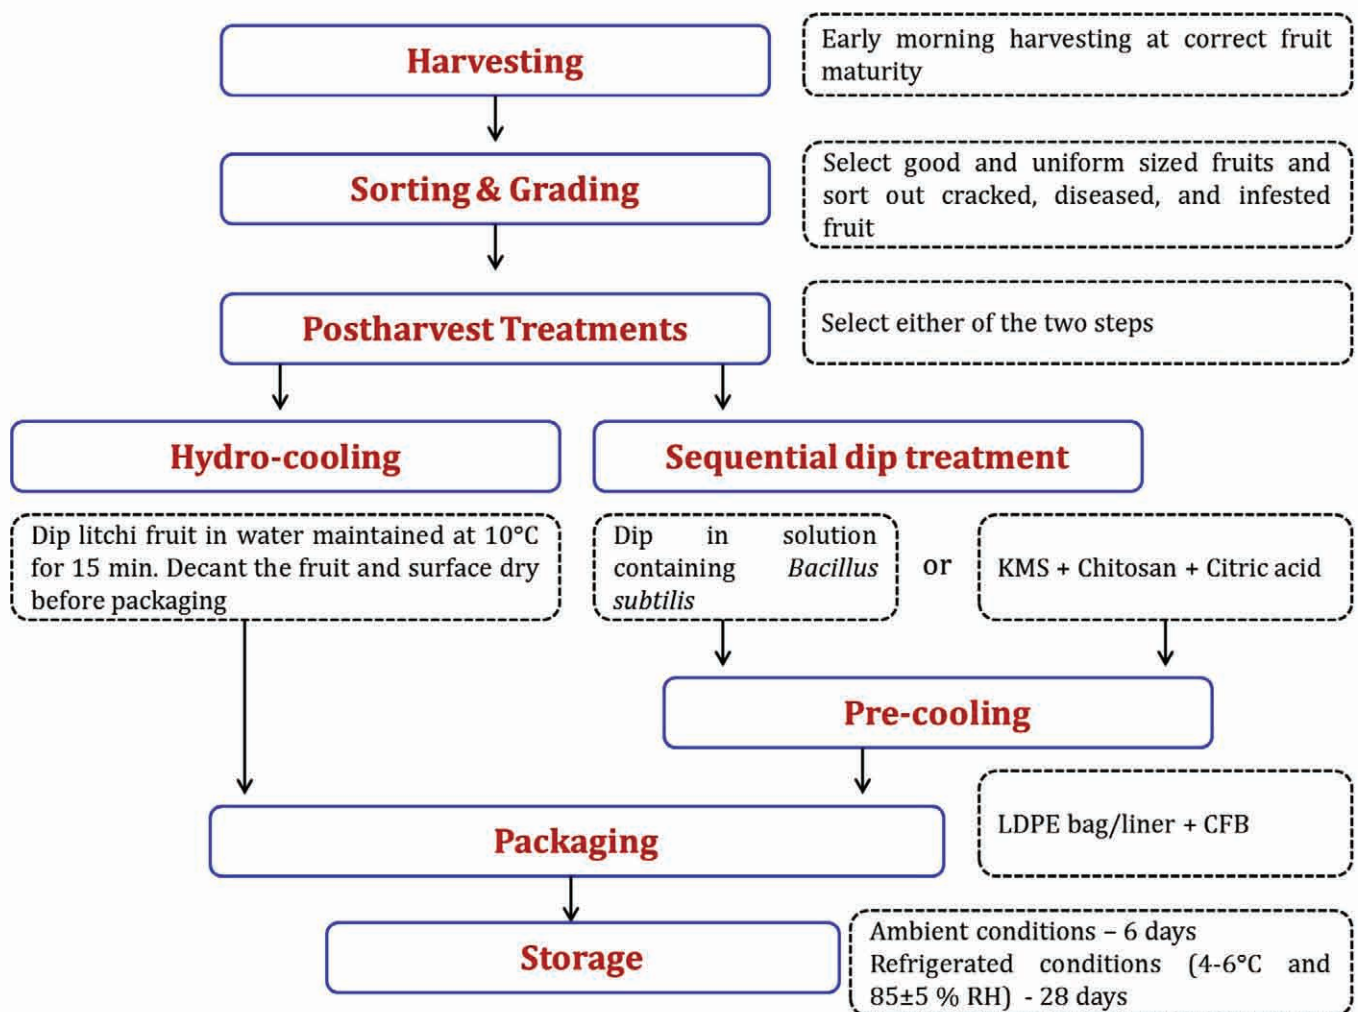 Harvesting
Early morning harvesting at correct fruit
maturity
Sorting & Grading
Select good and uniform sized fruits and
sort out cracked, diseased, and infested
fruit
Postharvest Treatments
Select either of the two steps
Hydro-cooling
Sequential dip treatment
Dip litchi fruit in water maintained at 10°C
for 15 min. Decant the fruit and surface dry
before packaging
Dip in solution
containing Bacillus
subtilis
or
KMS + Chitosan + Citric acid
Pre-cooling
Packaging
LDPE bag/liner + CFB
Storage
Ambient conditions – 6 days
Refrigerated conditions (4-6°C and
85±5 % RH) - 28 days